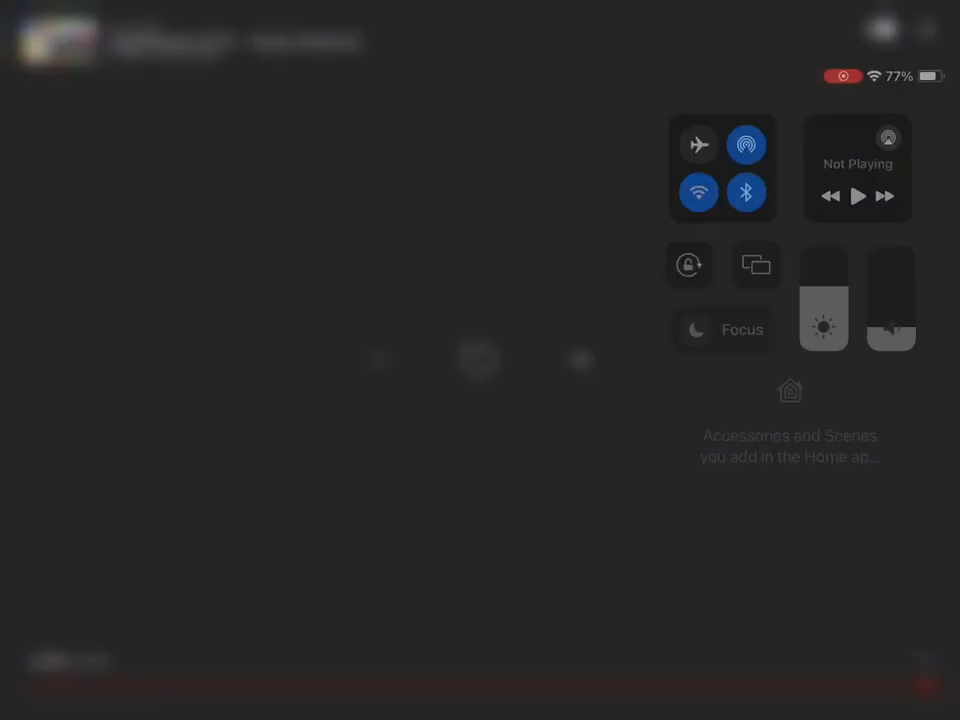 77%
Not Playing
Focus
Accessories and Scenes
you add in the Home ap...